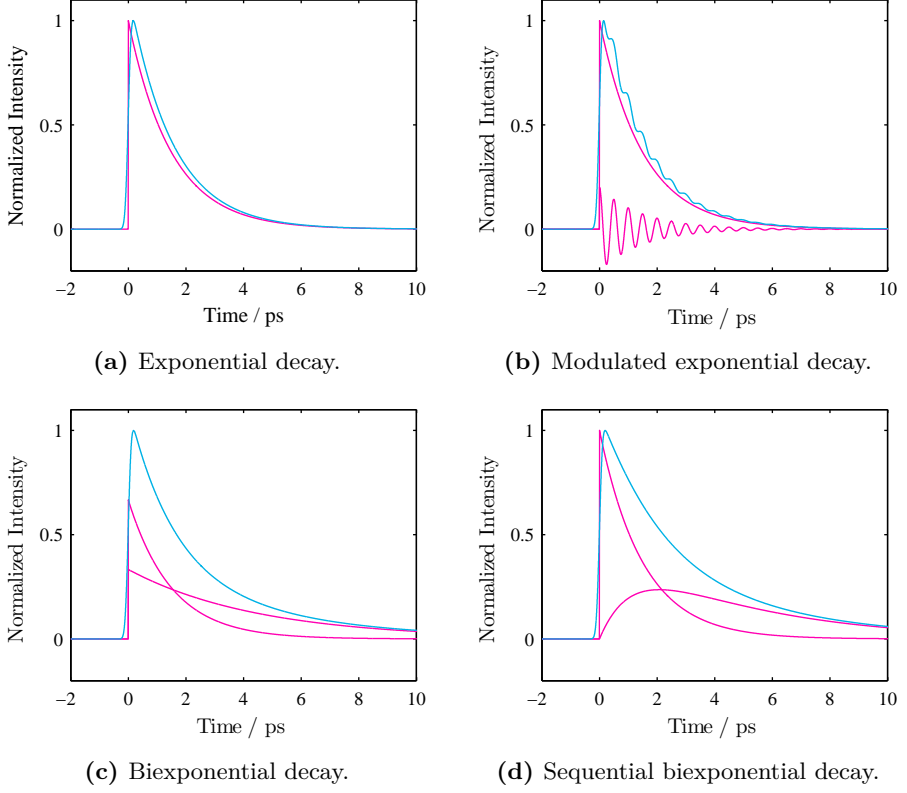 1
0.5
0
Normalized Intensity
−2 0 2 4 6 8 10
Time / ps
(a) Exponential decay.
1
0.5
0
Normalized Intensity
−2 0 2 4 6 8 10
Time / ps
(b) Modulated exponential decay.
1
0.5
0
Normalized Intensity
−2 0 2 4 6 8 10
Time / ps
(c) Biexponential decay.
1
0.5
0
Normalized Intensity
−2 0 2 4 6 8 10
Time / ps
(d) Sequential biexponential decay.